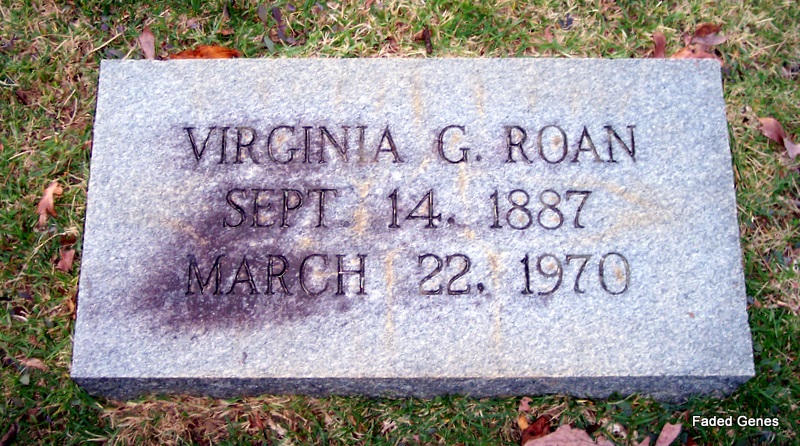 VIRGINIA G. ROAN
SEPT. 14. 1887
MARCH 22. 1970
Faded Genes